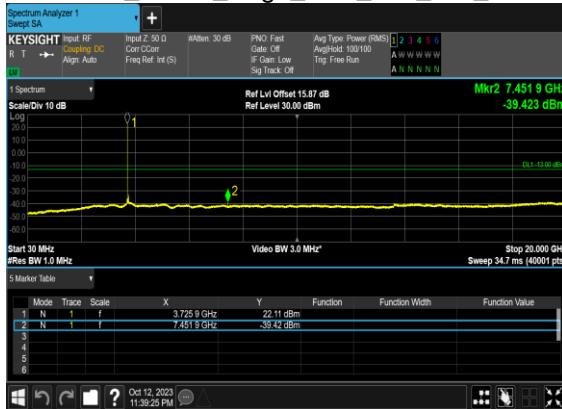 Spectrum Analyzer 1
Swept SA
+
KEYSIGHT Input: RF Input Z: 50 Ω #Atten: 30 dB PNO: Fast Avg Type: Power (RMS) 1 2 3 4 5 6
R T Coupling: DC Corr CCorr Gate: Off Avg|Hold: 100/100 A W W W W W
Align: Auto Freq Ref: Int (S) IF Gain: Low Trig: Free Run
LXI Sig Track: Off A N N N N N
1 Spectrum Ref Lvl Offset 15.87 dB Mkr2 7.451 9 GHz
Scale/Div 10 dB Ref Level 30.00 dBm -39.423 dBm
Log
20.0
10.0
0.00
-10.0
-20.0
-30.0
-40.0
-50.0
-60.0
1
2
DL1 -13.00 dBm
Start 30 MHz Video BW 3.0 MHz* Stop 20.000 GH
#Res BW 1.0 MHz Sweep 34.7 ms (40001 pts
5 Marker Table
Mode Trace Scale X Y Function Function Width Function Value
1 N 1 f 3.725 9 GHz 22.11 dBm
2 N 1 f 7.451 9 GHz -39.42 dBm
3
4
5
6
? Oct 12, 2023
11:39:25 PM